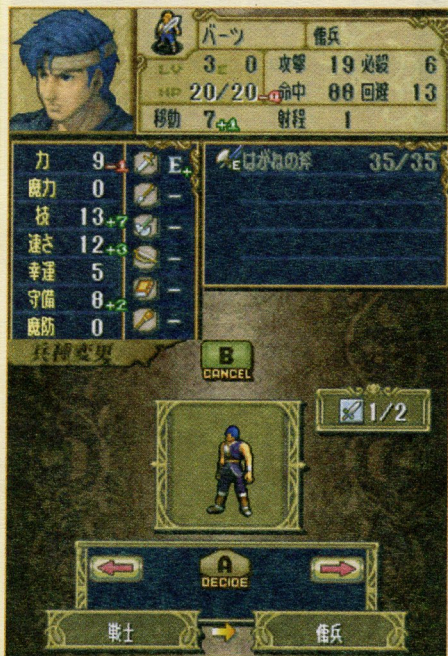 バーツ 傭兵
LV 3 E 0 攻撃 19 必殺 6
HP 20/20-0 命中 88 回避 13
移動 7+1 射程 1
力 9-1 E+
魔力 0 -
技 13+7 -
速さ 12+3 -
幸運 5 -
守備 8+2 -
魔防 0 -
E はがねの斧 35/35
兵種変更
B
CANCEL
1/2
A
DECIDE
戦士 傭兵